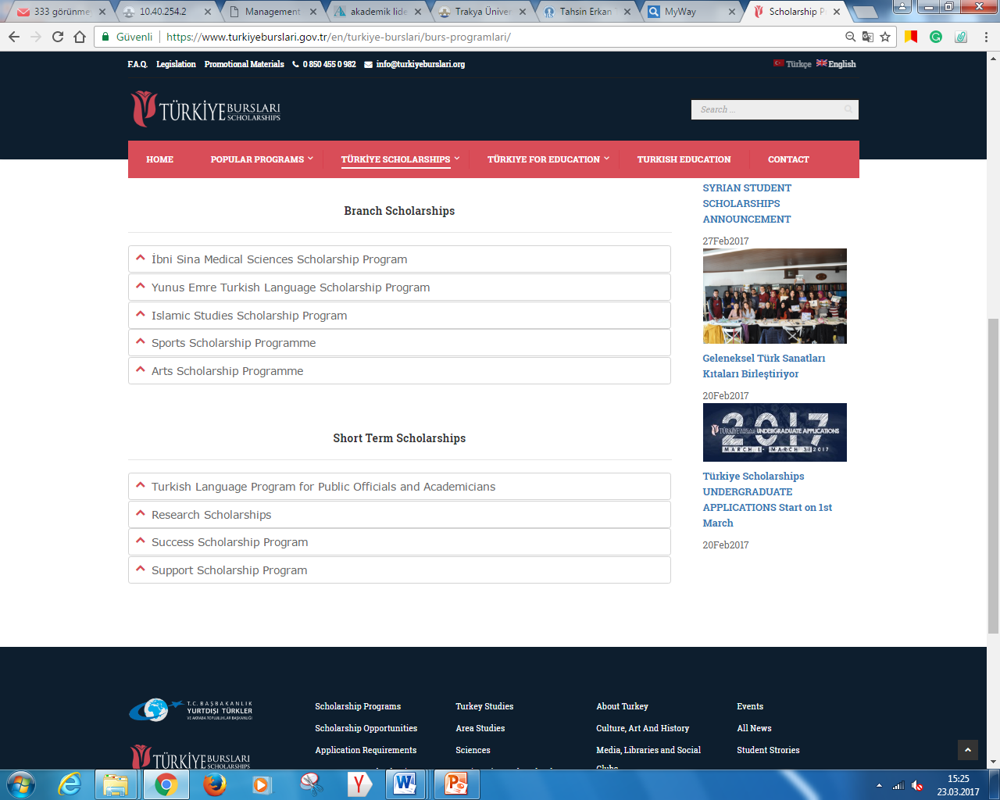 333 görünme
10.40.254.2
Management
akademik lide
Trakya Üniver
Tahsin Erkan
MyWay
Scholarship P
Güvenli
https://www.turkiyeburslari.gov.tr/en/turkiye-burslari/burs-programlari/
F.A.Q. Legislation Promotional Materials 0 850 455 0 982 info@turkiyeburslari.org
Türkçe English
TÜRKİYE BURSLARI
SCHOLARSHIPS
Search ...
HOME POPULAR PROGRAMS TÜRKİYE SCHOLARSHIPS TÜRKIYE FOR EDUCATION TURKISH EDUCATION CONTACT
Branch Scholarships
İbni Sina Medical Sciences Scholarship Program
Yunus Emre Turkish Language Scholarship Program
Islamic Studies Scholarship Program
Sports Scholarship Programme
Arts Scholarship Programme
Short Term Scholarships
Turkish Language Program for Public Officials and Academicians
Research Scholarships
Success Scholarship Program
Support Scholarship Program
SYRIAN STUDENT
SCHOLARSHIPS
ANNOUNCEMENT
27Feb2017
Geleneksel Türk Sanatları
Kıtaları Birleştiriyor
20Feb2017
2017
TÜRKİYE BURSLARI UNDERGRADUATE APPLICATIONS
MARCH 1 - MARCH 31 2017
Türkiye Scholarships
UNDERGRADUATE
APPLICATIONS Start on 1st
March
20Feb2017
T.C. BAŞBAKANLIK
YURTDIŞI TÜRKLER
VE AKRABA TOPLULUKLAR BAŞKANLIĞI
TÜRKİYE BURSLARI
SCHOLARSHIPS
Scholarship Programs
Scholarship Opportunities
Application Requirements
Turkey Studies
Area Studies
Sciences
About Turkey
Culture, Art And History
Media, Libraries and Social
Clubs
Events
All News
Student Strories
15:25
23.03.2017